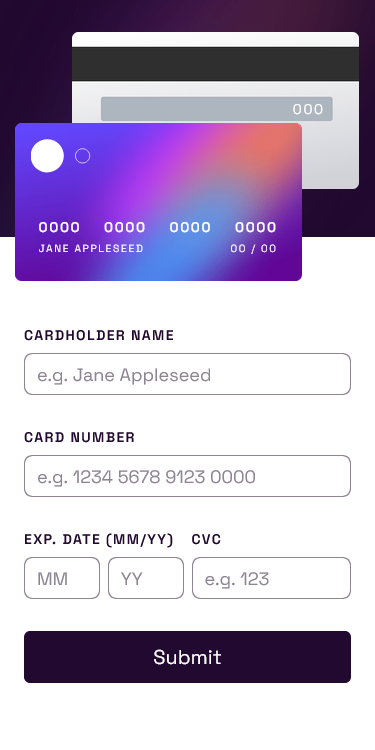 000
0000 0000 0000 0000
JANE APPLESEED 00 / 00
CARDHOLDER NAME
e.g. Jane Appleseed
CARD NUMBER
e.g. 1234 5678 9123 0000
EXP. DATE (MM/YY) CVC
MM YY e.g. 123
Submit